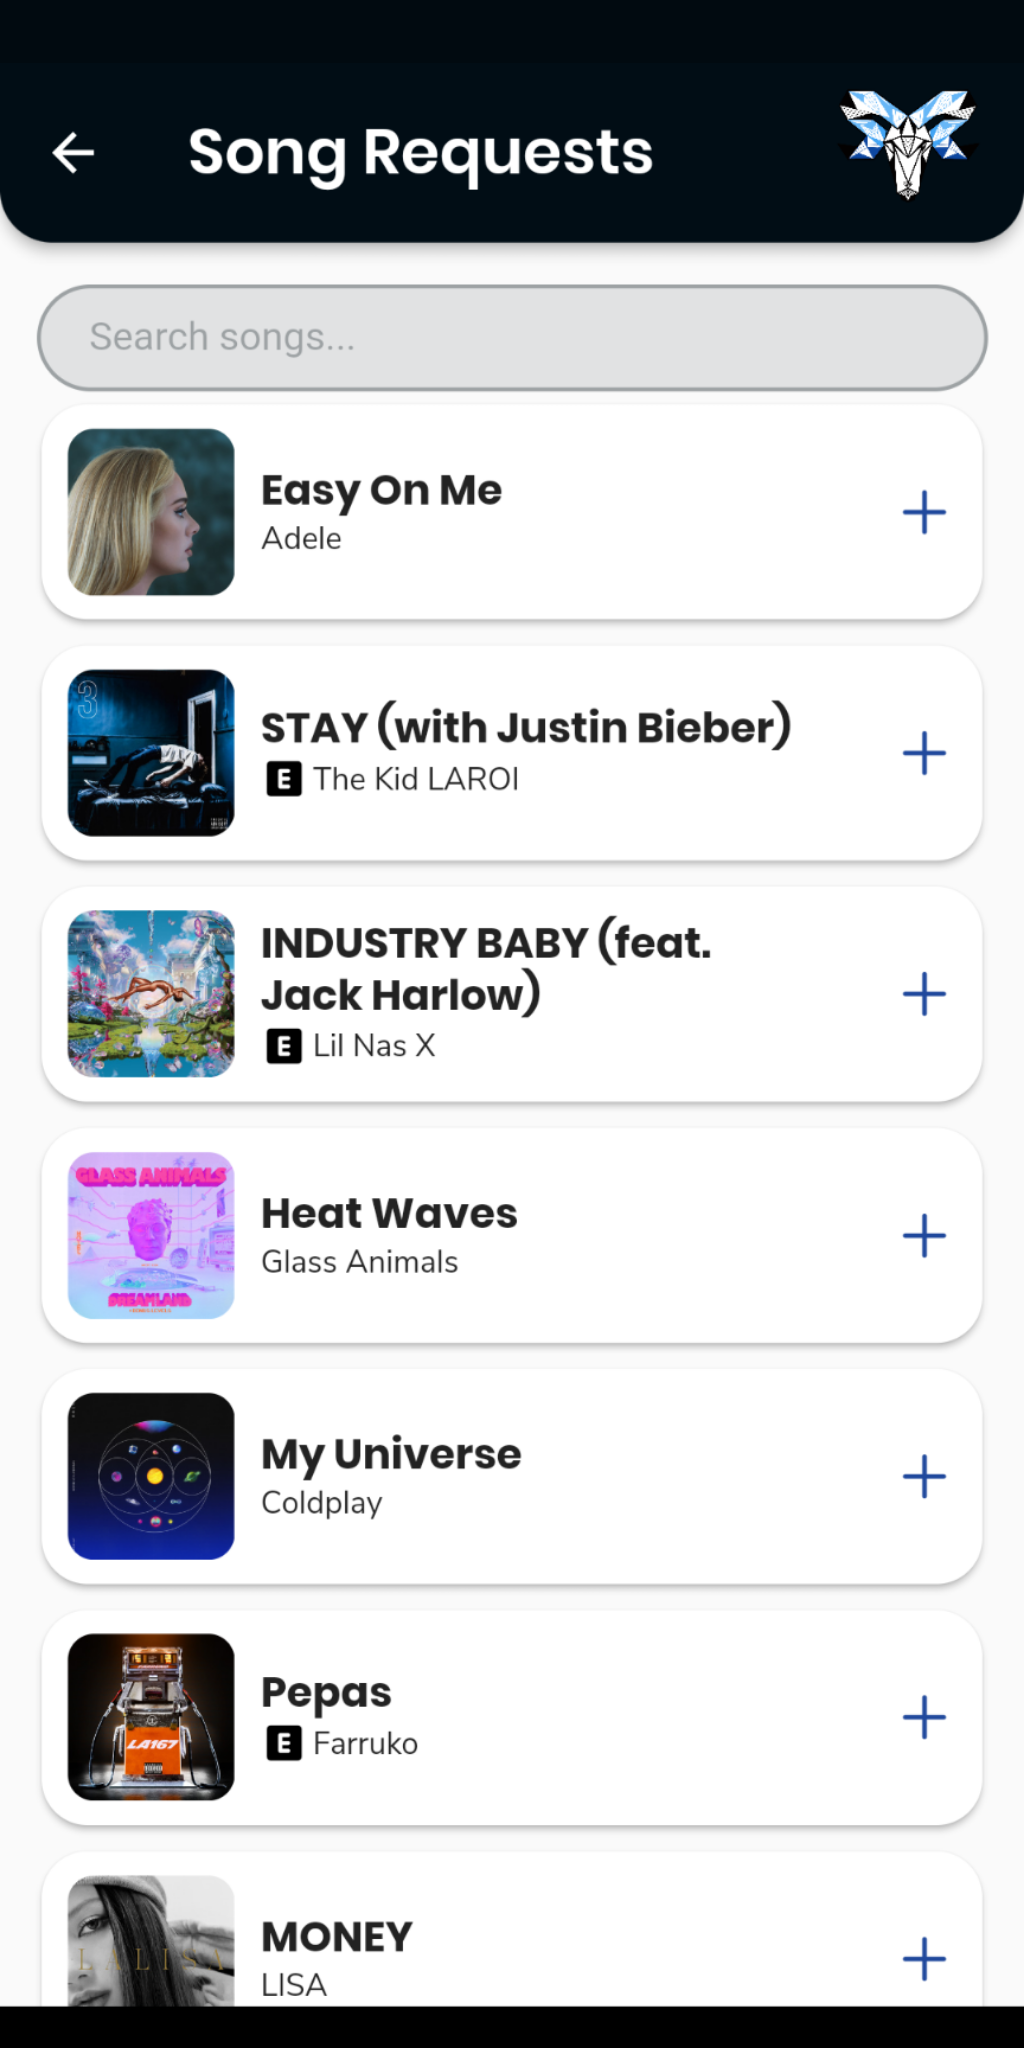 Song Requests
Search songs...
Easy On Me
Adele
3
STAY (with Justin Bieber)
E The Kid LAROI
INDUSTRY BABY (feat.
Jack Harlow)
E Lil Nas X
GLASS ANIMALS
DREAMLAND
Heat Waves
Glass Animals
My Universe
Coldplay
LA167
Pepas
E Farruko
LALISA
MONEY
LISA